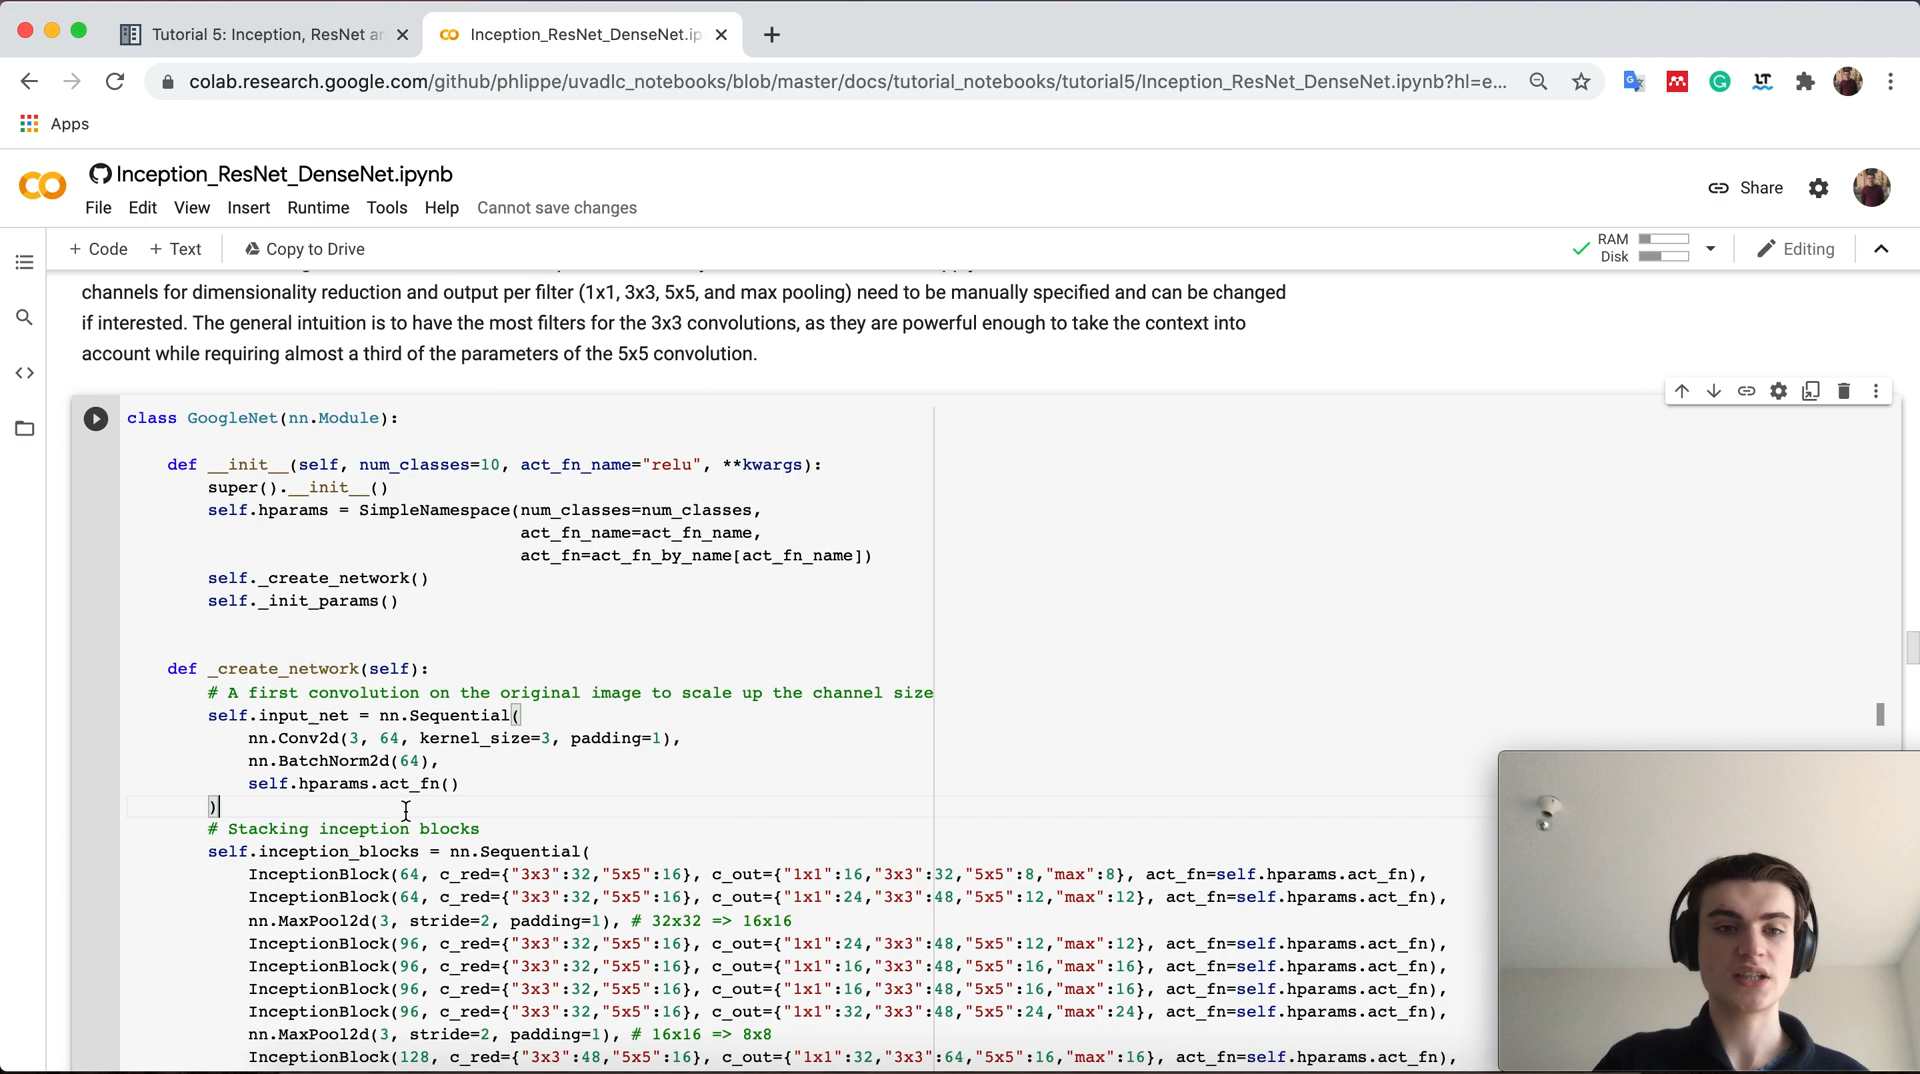 Tutorial 5: Inception, ResNet an
Inception_ResNet_DenseNet.ip
colab.research.google.com/github/phlippe/uvadlc_notebooks/blob/master/docs/tutorial_notebooks/tutorial5/Inception_ResNet_DenseNet.ipynb?hl=e...
Apps
Inception_ResNet_DenseNet.ipynb
Share
File Edit View Insert Runtime Tools Help Cannot save changes
+ Code + Text Copy to Drive
RAM
Disk
Editing
channels for dimensionality reduction and output per filter (1x1, 3x3, 5x5, and max pooling) need to be manually specified and can be changed
if interested. The general intuition is to have the most filters for the 3x3 convolutions, as they are powerful enough to take the context into
account while requiring almost a third of the parameters of the 5x5 convolution.
class GoogleNet(nn.Module):
def __init__(self, num_classes=10, act_fn_name="relu", **kwargs):
super().__init__()
self.hparams = SimpleNamespace(num_classes=num_classes,
act_fn_name=act_fn_name,
act_fn=act_fn_by_name[act_fn_name])
self._create_network()
self._init_params()
def _create_network(self):
# A first convolution on the original image to scale up the channel size
self.input_net = nn.Sequential(
nn.Conv2d(3, 64, kernel_size=3, padding=1),
nn.BatchNorm2d(64),
self.hparams.act_fn()
)
# Stacking inception blocks
self.inception_blocks = nn.Sequential(
InceptionBlock(64, c_red={"3x3":32,"5x5":16}, c_out={"1x1":16,"3x3":32,"5x5":8,"max":8}, act_fn=self.hparams.act_fn),
InceptionBlock(64, c_red={"3x3":32,"5x5":16}, c_out={"1x1":24,"3x3":48,"5x5":12,"max":12}, act_fn=self.hparams.act_fn),
nn.MaxPool2d(3, stride=2, padding=1), # 32x32 => 16x16
InceptionBlock(96, c_red={"3x3":32,"5x5":16}, c_out={"1x1":24,"3x3":48,"5x5":12,"max":12}, act_fn=self.hparams.act_fn),
InceptionBlock(96, c_red={"3x3":32,"5x5":16}, c_out={"1x1":16,"3x3":48,"5x5":16,"max":16}, act_fn=self.hparams.act_fn),
InceptionBlock(96, c_red={"3x3":32,"5x5":16}, c_out={"1x1":16,"3x3":48,"5x5":16,"max":16}, act_fn=self.hparams.act_fn),
InceptionBlock(96, c_red={"3x3":32,"5x5":16}, c_out={"1x1":32,"3x3":48,"5x5":24,"max":24}, act_fn=self.hparams.act_fn),
nn.MaxPool2d(3, stride=2, padding=1), # 16x16 => 8x8
InceptionBlock(128, c_red={"3x3":48,"5x5":16}, c_out={"1x1":32,"3x3":64,"5x5":16,"max":16}, act_fn=self.hparams.act_fn),